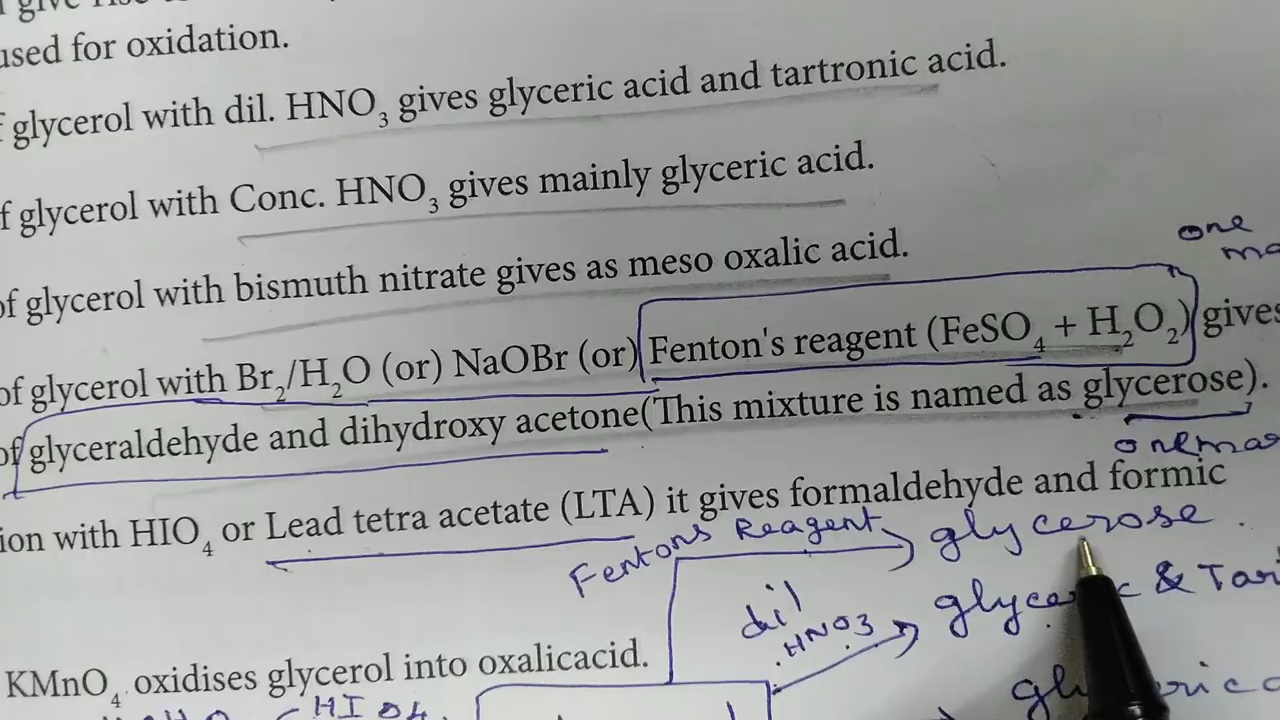 used for oxidation.
glycerol with dil. HNO₃ gives glyceric acid and tartronic acid.
f glycerol with Conc. HNO₃ gives mainly glyceric acid.
of glycerol with bismuth nitrate gives as meso oxalic acid.
one
of glycerol with Br₂/H₂O (or) NaOBr (or) Fenton's reagent (FeSO₄ + H₂O₂) gives
of glyceraldehyde and dihydroxy acetone(This mixture is named as glycerose).
one
ion with HIO₄ or Lead tetra acetate (LTA) it gives formaldehyde and formic
Fentons Reagent glycerose.
dil HNO3 &
KMnO₄ oxidises glycerol into oxalicacid.
HIO4